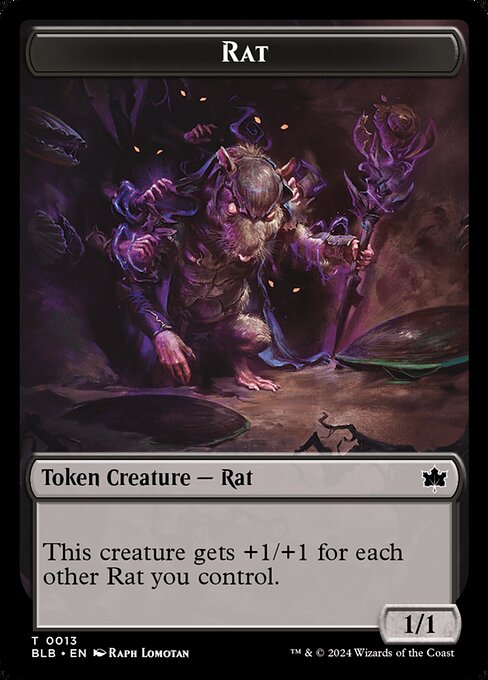 Rat
Token Creature — Rat
This creature gets +1/+1 for each
other Rat you control.
1/1
T 0013
BLB • EN Raph Lomotan
™ & © 2024 Wizards of the Coast